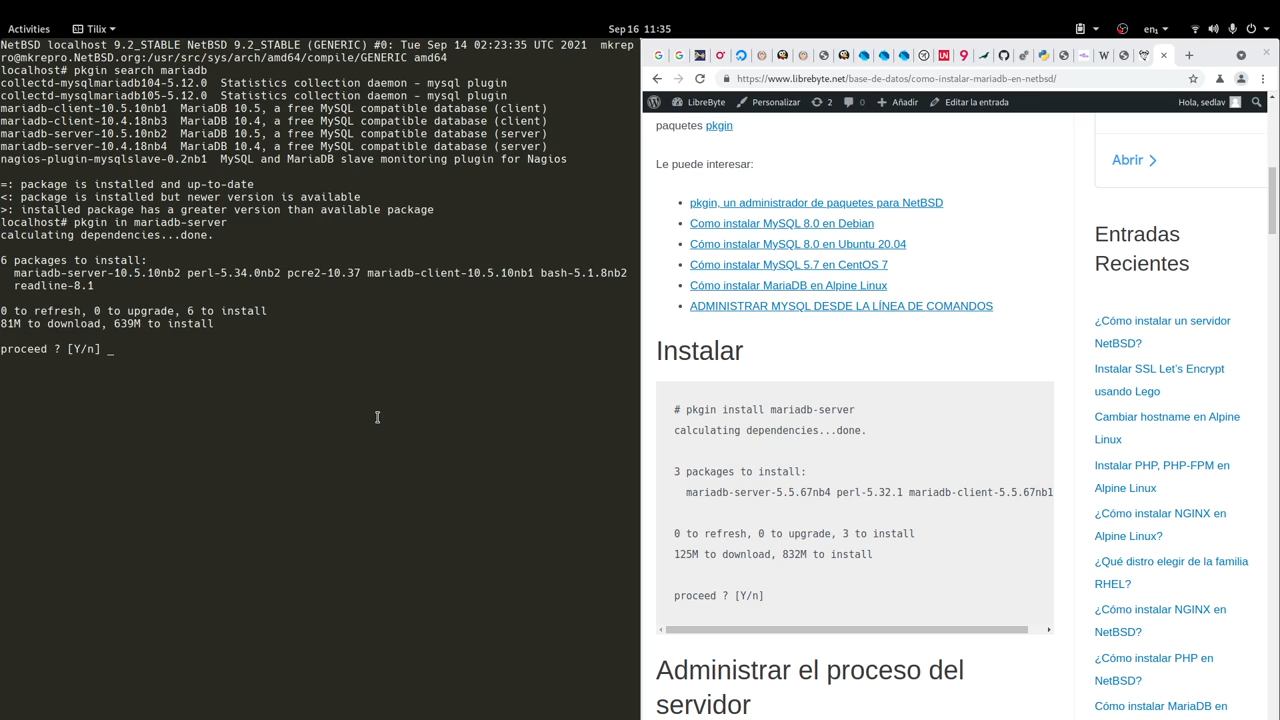 Activities
Tilix
Sep 16 11:35
en₁
NetBSD localhost 9.2_STABLE NetBSD 9.2_STABLE (GENERIC) #0: Tue Sep 14 02:23:35 UTC 2021  mkrep
ro@mkrepro.NetBSD.org:/usr/src/sys/arch/amd64/compile/GENERIC amd64
localhost# pkgin search mariadb
collectd-mysqlmariadb104-5.12.0  Statistics collection daemon - mysql plugin
collectd-mysqlmariadb105-5.12.0  Statistics collection daemon - mysql plugin
mariadb-client-10.5.10nb1  MariaDB 10.5, a free MySQL compatible database (client)
mariadb-client-10.4.18nb3  MariaDB 10.4, a free MySQL compatible database (client)
mariadb-server-10.5.10nb2  MariaDB 10.5, a free MySQL compatible database (server)
mariadb-server-10.4.18nb4  MariaDB 10.4, a free MySQL compatible database (server)
nagios-plugin-mysqlslave-0.2nb1  MySQL and MariaDB slave monitoring plugin for Nagios
=: package is installed and up-to-date
<: package is installed but newer version is available
>: installed package has a greater version than available package
localhost# pkgin in mariadb-server
calculating dependencies...done.
6 packages to install:
mariadb-server-10.5.10nb2 perl-5.34.0nb2 pcre2-10.37 mariadb-client-10.5.10nb1 bash-5.1.8nb2
readline-8.1
0 to refresh, 0 to upgrade, 6 to install
81M to download, 639M to install
proceed ? [Y/n] _
https://www.librebyte.net/base-de-datos/como-instalar-mariadb-en-netbsd/
LibreByte
Personalizar
2
0
Añadir
Editar la entrada
Hola, sedlav
paquetes pkgin
Le puede interesar:
pkgin, un administrador de paquetes para NetBSD
Como instalar MySQL 8.0 en Debian
Cómo instalar MySQL 8.0 en Ubuntu 20.04
Cómo instalar MySQL 5.7 en CentOS 7
Cómo instalar MariaDB en Alpine Linux
ADMINISTRAR MYSQL DESDE LA LÍNEA DE COMANDOS
Instalar
# pkgin install mariadb-server
calculating dependencies...done.
3 packages to install:
mariadb-server-5.5.67nb4 perl-5.32.1 mariadb-client-5.5.67nb1
0 to refresh, 0 to upgrade, 3 to install
125M to download, 832M to install
proceed ? [Y/n]
Administrar el proceso del
servidor
Abrir
Entradas
Recientes
¿Cómo instalar un servidor
NetBSD?
Instalar SSL Let's Encrypt
usando Lego
Cambiar hostname en Alpine
Linux
Instalar PHP, PHP-FPM en
Alpine Linux
¿Cómo instalar NGINX en
Alpine Linux?
¿Qué distro elegir de la familia
RHEL?
¿Cómo instalar NGINX en
NetBSD?
¿Cómo instalar PHP en
NetBSD?
Cómo instalar MariaDB en